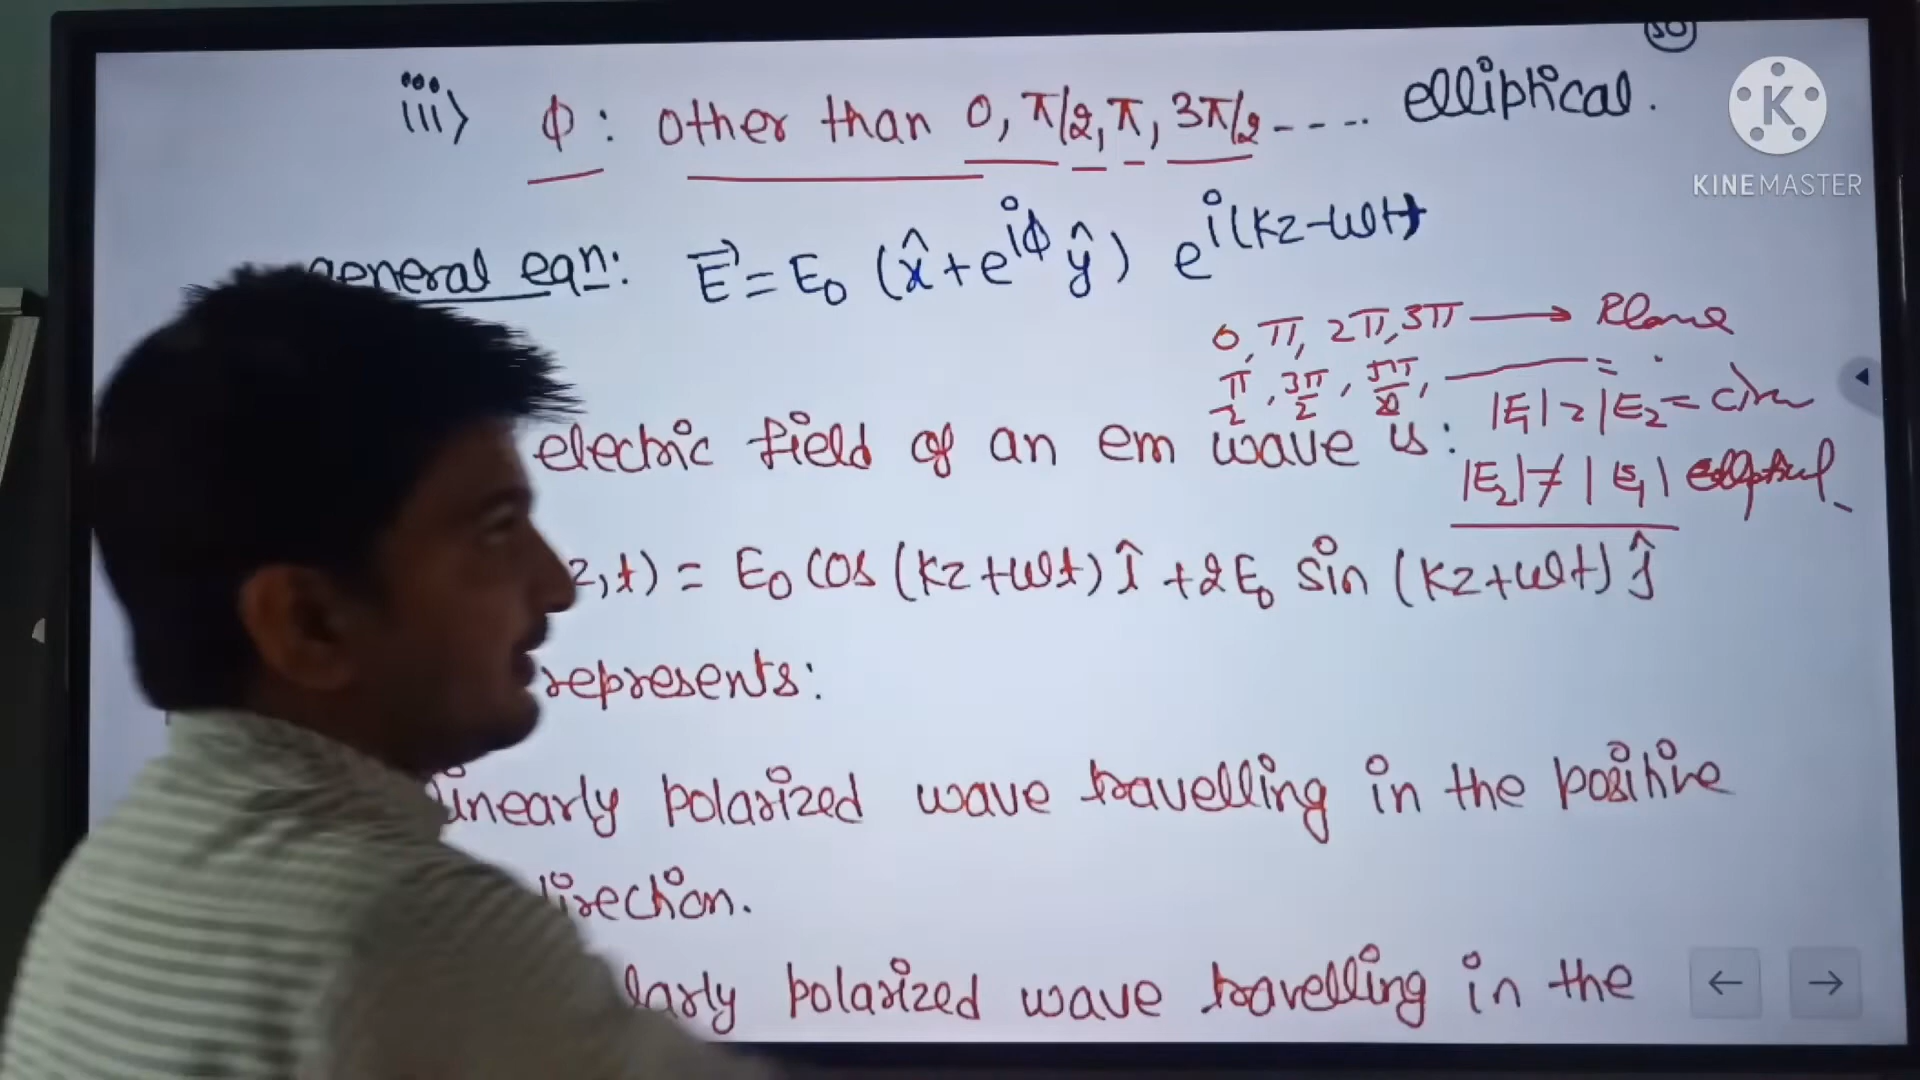 50
iii> φ: other than 0, π/2, π, 3π/2 ---- elliptical.
KINEMASTER
general eqn: E⃗ = E₀ (x̂ + e^{iφ} ŷ) e^{i(kz-ωt)}
0, π, 2π, 3π ⟶ Plane
π/2, 3π/2, 5π/2,
|E₁| = |E₂ =
electric field of an em wave is:
|E₂| ≠ |E₁|
z,t) = E₀ cos (kz+ωt) î + 2E₀ sin (kz+ωt) ĵ
represents:
linearly polarized wave travelling in the positive
direction.
larly polarized wave travelling in the